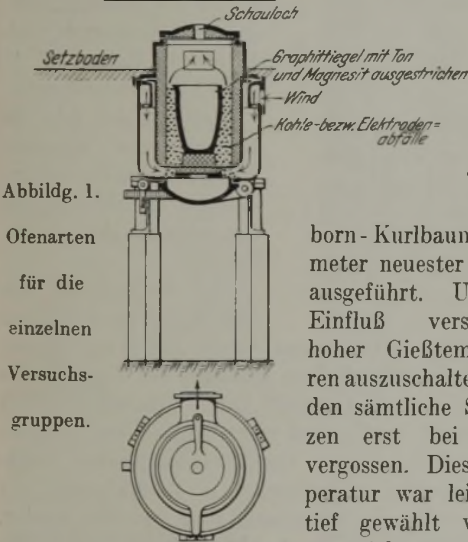 Schauloch
Setzboden
Graphittiegel mit Ton
und Magnesit ausgestrichen
Wind
Kohle-bezw. Elektroden=
abfälle
Abbildg. 1.
Ofenarten
für die
einzelnen
Versuchs-
gruppen.
born - Kurlbaum
meter neuester
ausgeführt. U
Einfluß vers
hoher Gießtem
ren auszuschalte
den sämtliche S
zen erst bei
vergossen. Dies
peratur war lei
tief gewählt